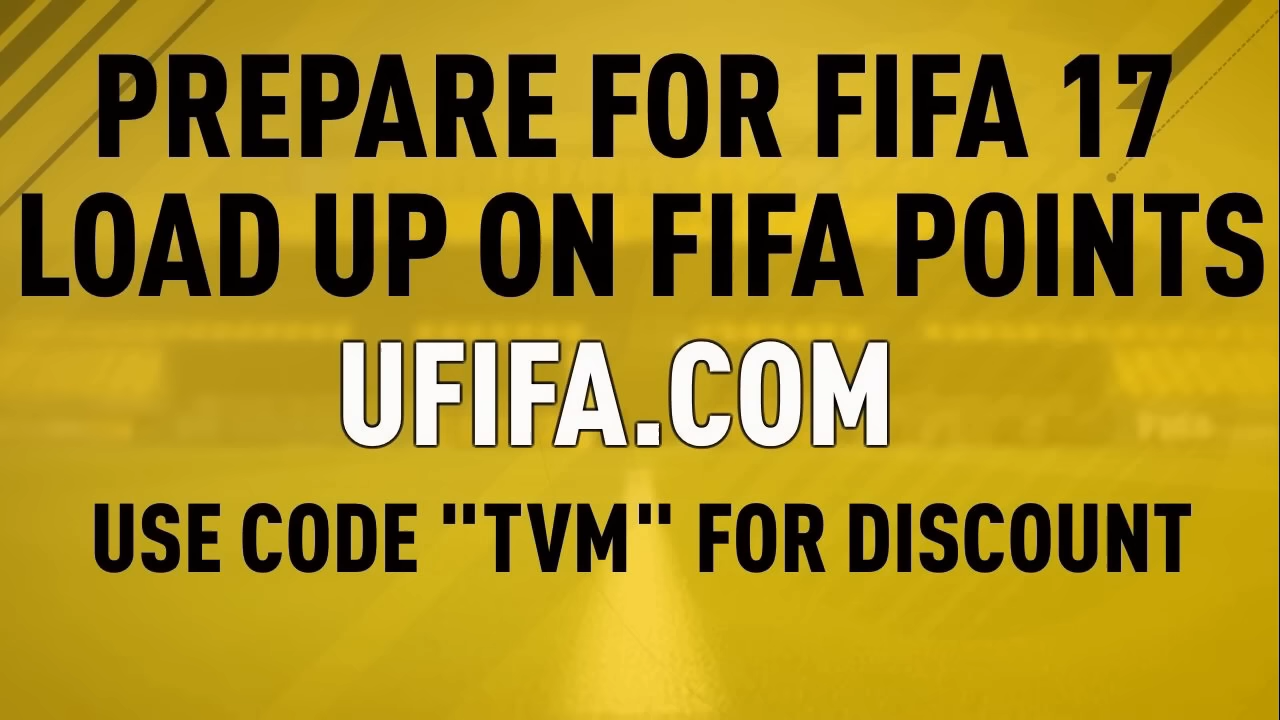 PREPARE FOR FIFA 17
LOAD UP ON FIFA POINTS
UFIFA.COM
USE CODE "TVM" FOR DISCOUNT